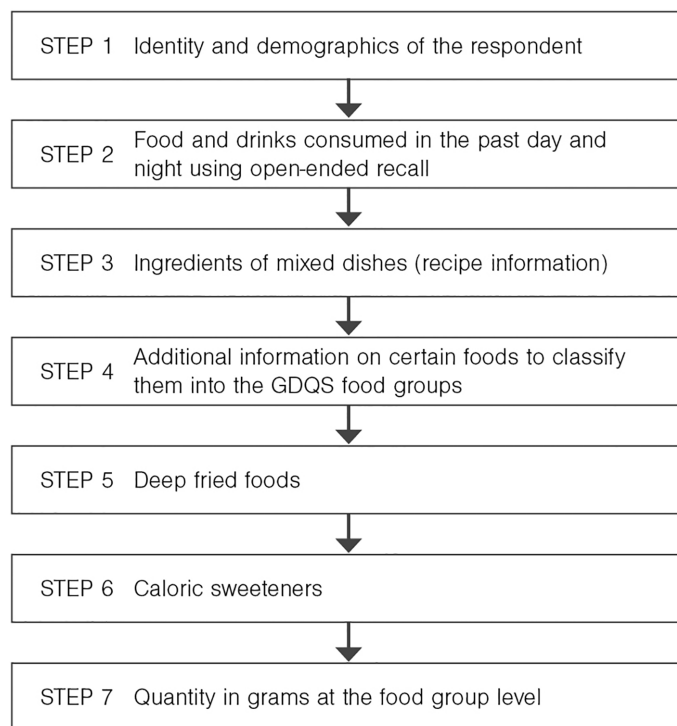 STEP 1 Identity and demographics of the respondent
STEP 2 Food and drinks consumed in the past day and
night using open-ended recall
STEP 3 Ingredients of mixed dishes (recipe information)
STEP 4 Additional information on certain foods to classify
them into the GDQS food groups
STEP 5 Deep fried foods
STEP 6 Caloric sweeteners
STEP 7 Quantity in grams at the food group level